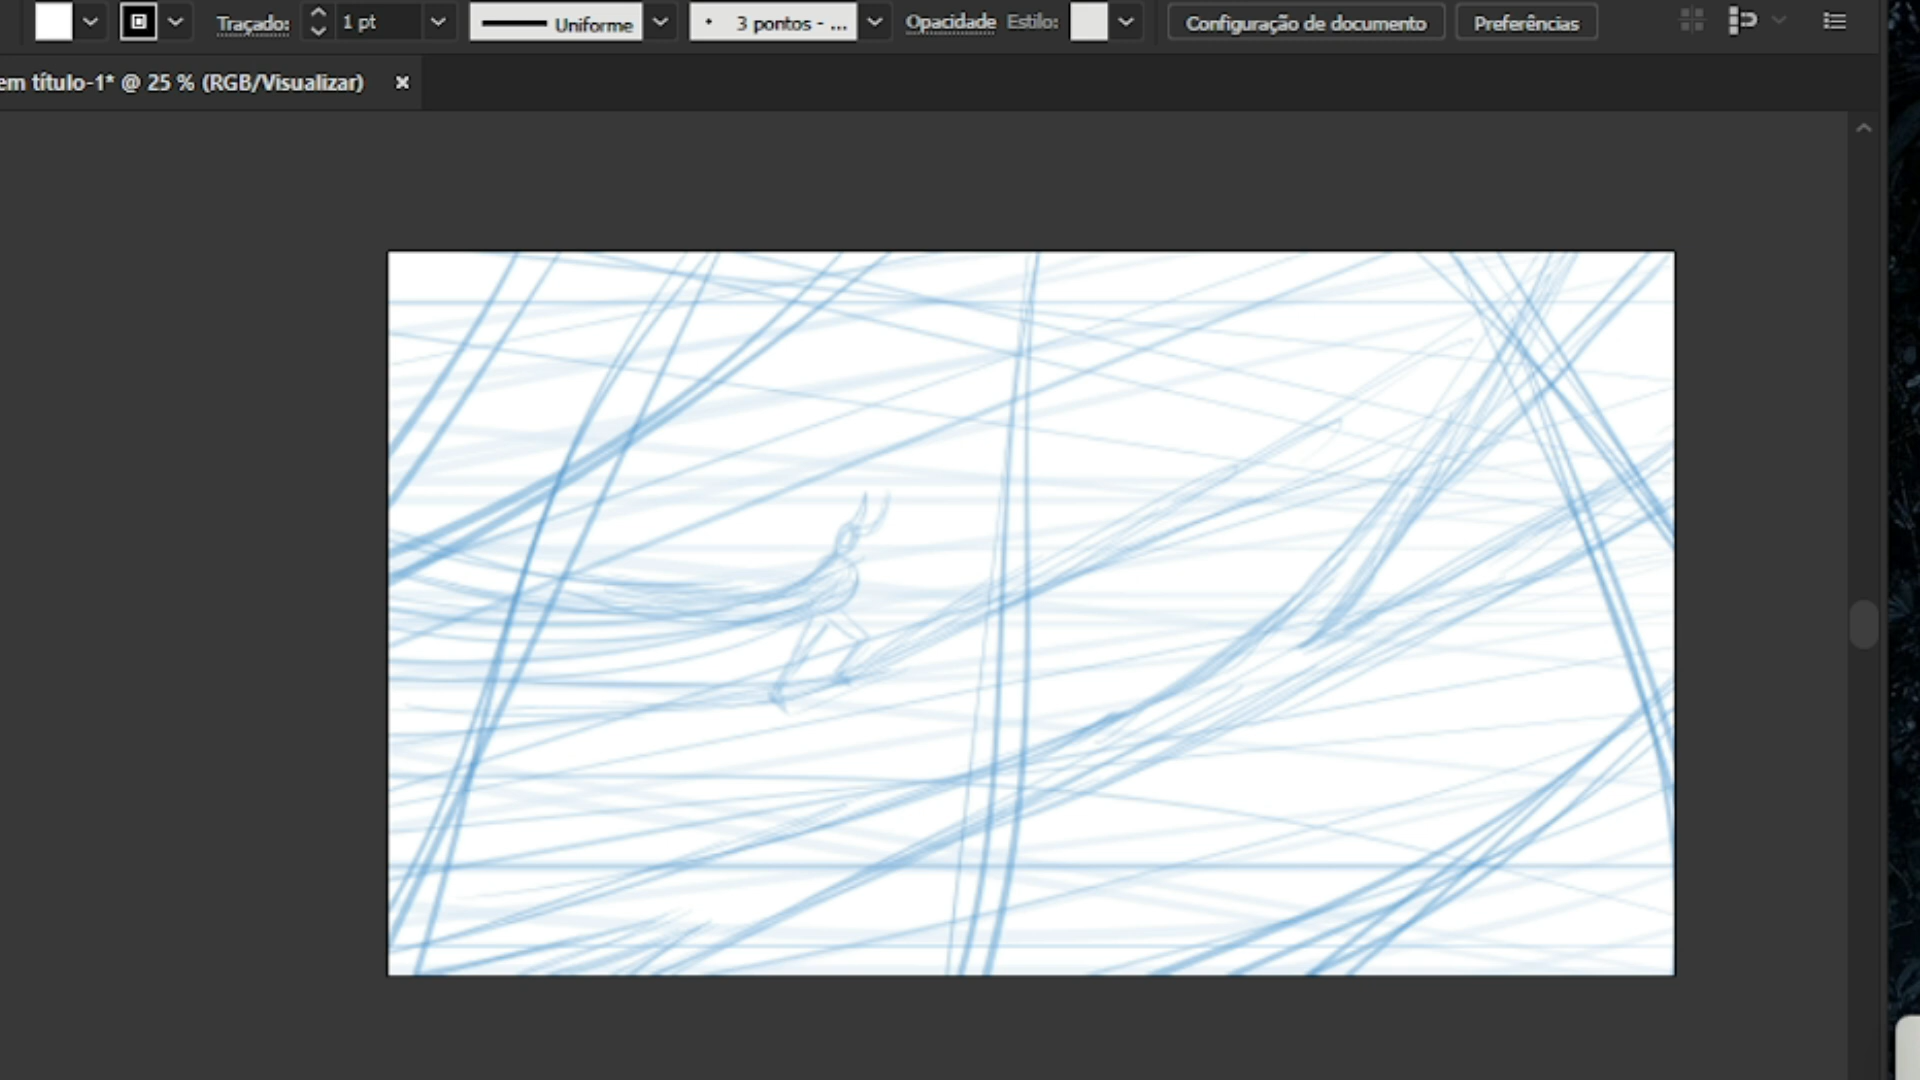 Traçado: 1 pt Uniforme 3 pontos - ... Opacidade Estilo: Configuração de documento Preferências
em título-1* @ 25 % (RGB/Visualizar) ×